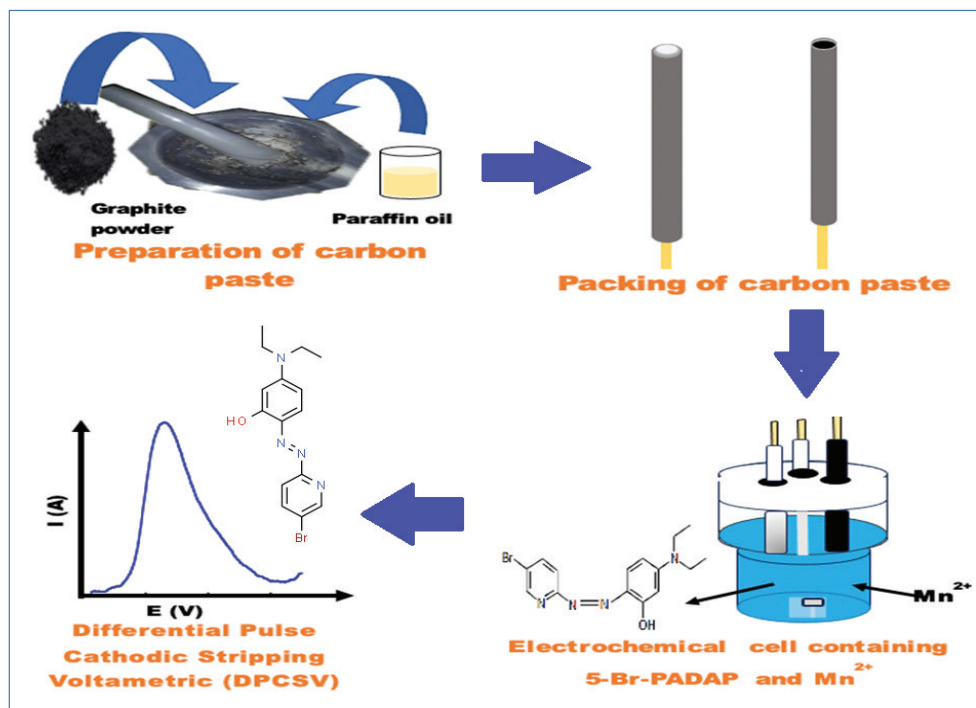 Graphite
powder
Paraffin oil
Preparation of carbon
paste
Packing of carbon paste
Mn2+
Br
N
N
N
N
OH
Electrochemical cell containing
5-Br-PADAP and Mn2+
N
HO
N
N
N
Br
I (A)
E (V)
Differential Pulse
Cathodic Stripping
Voltametric (DPCSV)